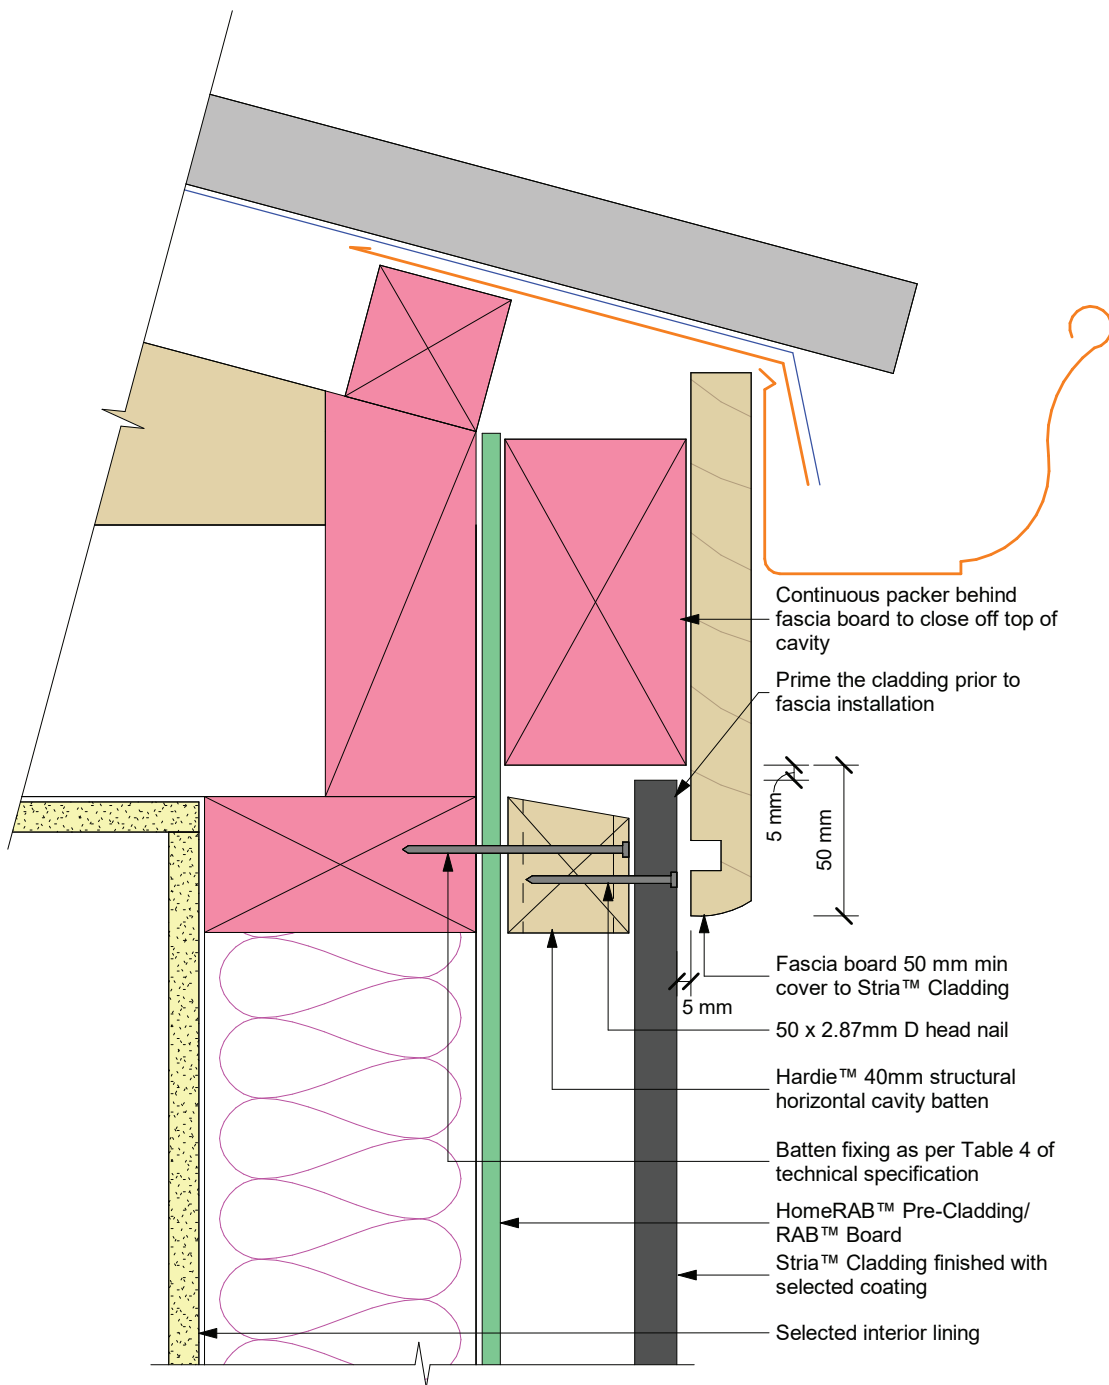 Continuous packer behind
fascia board to close off top of
cavity
Prime the cladding prior to
fascia installation
5 mm
50 mm
Fascia board 50 mm min
cover to Stria™ Cladding
5 mm
50 x 2.87mm D head nail
Hardie™ 40mm structural
horizontal cavity batten
Batten fixing as per Table 4 of
technical specification
HomeRAB™ Pre-Cladding/
RAB™ Board
Stria™ Cladding finished with
selected coating
Selected interior lining